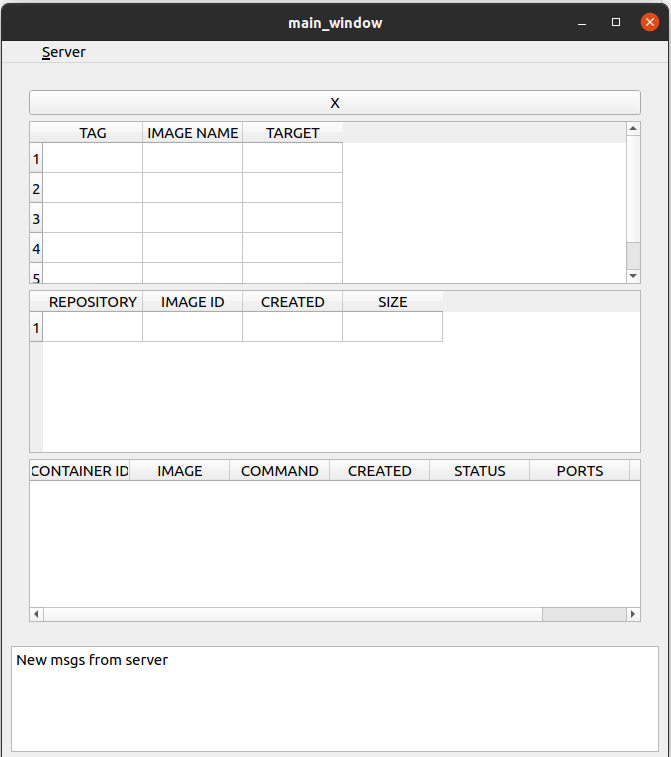 main_window
Server
X
TAG IMAGE NAME TARGET
1
2
3
4
5
REPOSITORY IMAGE ID CREATED SIZE
1
CONTAINER ID IMAGE COMMAND CREATED STATUS PORTS
New msgs from server